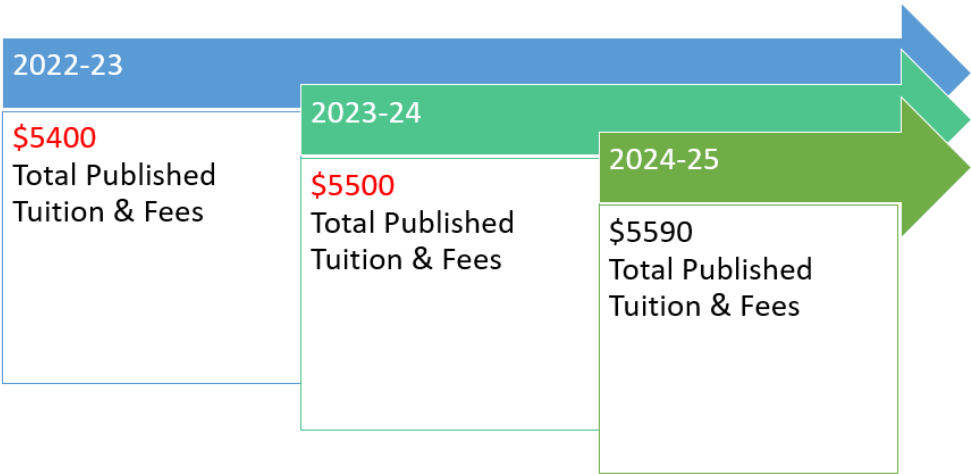 2022-23
$5400
Total Published
Tuition & Fees
2023-24
$5500
Total Published
Tuition & Fees
2024-25
$5590
Total Published
Tuition & Fees